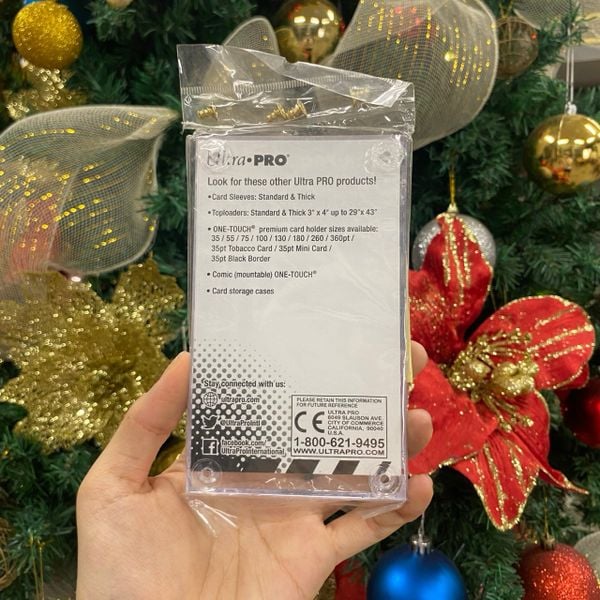 Ultra•PRO®
Look for these other Ultra PRO products!
•Card Sleeves: Standard & Thick
•Toploaders: Standard & Thick 3" x 4" up to 29"x 43"
• ONE-TOUCH® premium card holder sizes available:
35 / 55 / 75 / 100 / 130 / 180 / 260 / 360pt /
35pt Tobacco Card / 35pt Mini Card /
35pt Black Border
• Comic (mountable) ONE-TOUCH®
• Card storage cases
Stay connected with us:
ultrapro.com
@UltraProIntl
facebook.com/
UltraProInternational
PLEASE RETAIN THIS INFORMATION
FOR FUTURE REFERENCE
CE
ULTRA PRO
6049 SLAUSON AVE.
CITY OF COMMERCE
CALIFORNIA, 90040
U.S.A.
1-800-621-9495
WWW.ULTRAPRO.COM